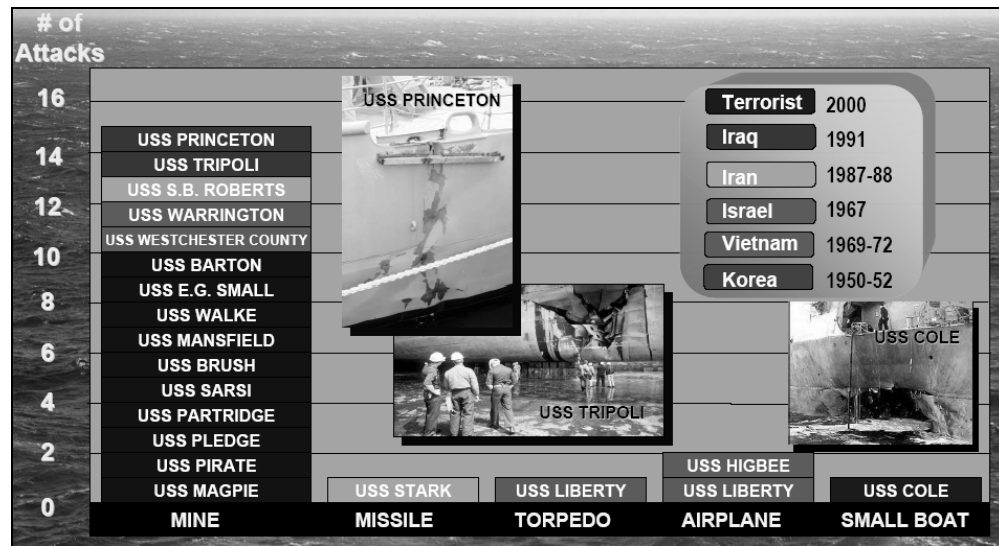 # of
Attacks
16
14
12
10
8
6
4
2
0
USS PRINCETON
USS TRIPOLI
USS S.B. ROBERTS
USS WARRINGTON
USS WESTCHESTER COUNTY
USS BARTON
USS E.G. SMALL
USS WALKE
USS MANSFIELD
USS BRUSH
USS SARSI
USS PARTRIDGE
USS PLEDGE
USS PIRATE
USS MAGPIE
USS STARK
USS LIBERTY
USS HIGBEE
USS LIBERTY
USS COLE
MINE
MISSILE
TORPEDO
AIRPLANE
SMALL BOAT
USS PRINCETON
USS TRIPOLI
USS COLE
Terrorist 2000
Iraq 1991
Iran 1987-88
Israel 1967
Vietnam 1969-72
Korea 1950-52